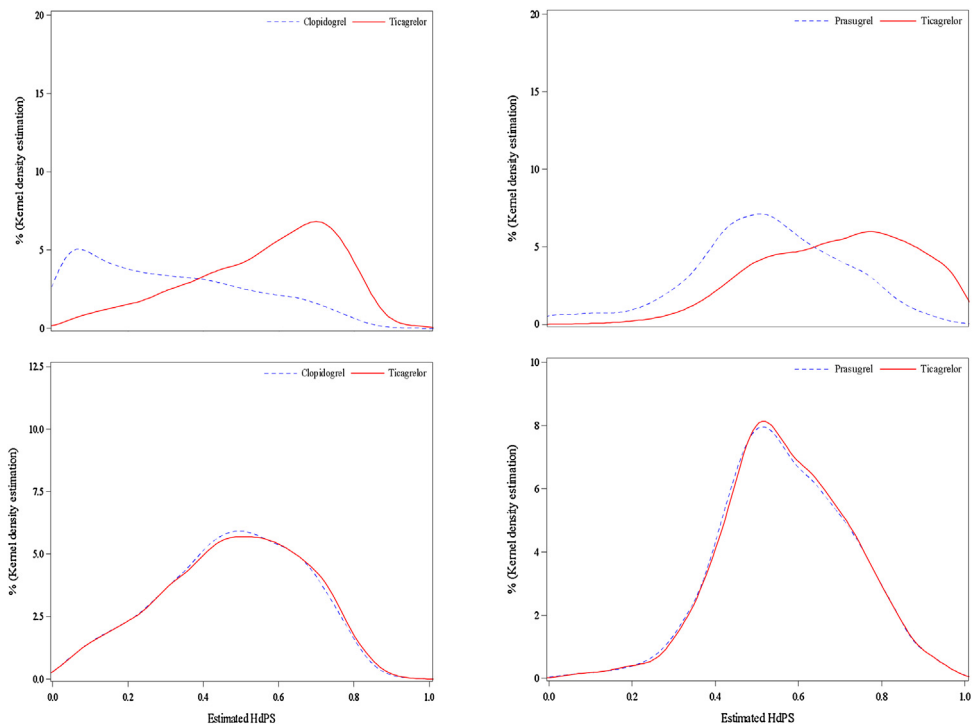 Clopidogrel Ticagrelor
% (Kernel density estimation)
20
15
10
5
0
Prasugrel Ticagrelor
% (Kernel density estimation)
20
15
10
5
0
Clopidogrel Ticagrelor
% (Kernel density estimation)
12.5
10.0
7.5
5.0
2.5
0.0
0.0 0.2 0.4 0.6 0.8 1.0
Estimated HdPS
Prasugrel Ticagrelor
% (Kernel density estimation)
10
8
6
4
2
0
0.0 0.2 0.4 0.6 0.8 1.0
Estimated HdPS